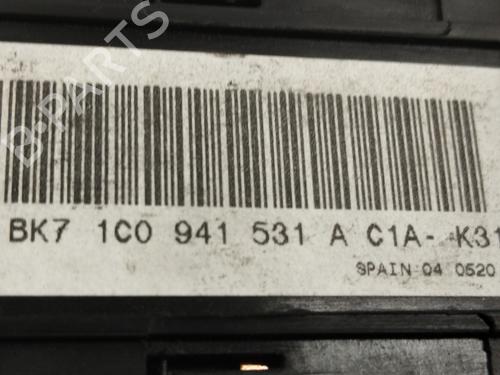 B-PARTS
BK7 1C0 941 531 A C1A- K31
SPAIN 04 0520